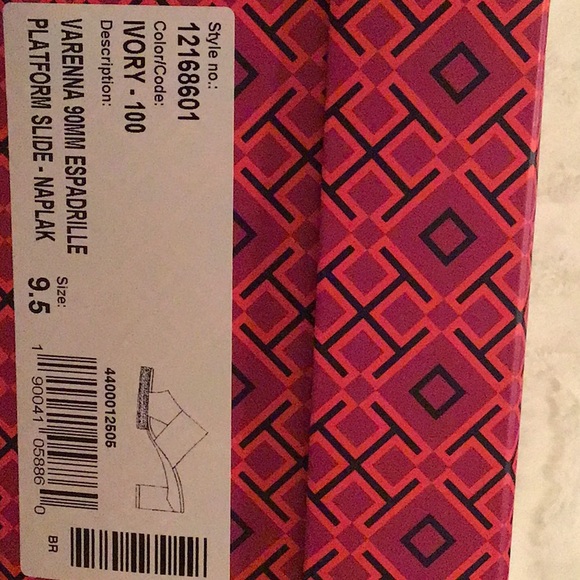 Style no.:
12168601
Color/Code:
IVORY - 100
Description:
VARENNA 90MM ESPADRILLE
PLATFORM SLIDE - NAPLAK
Size:
9.5
4400012505
1 90041 05886 0
BR